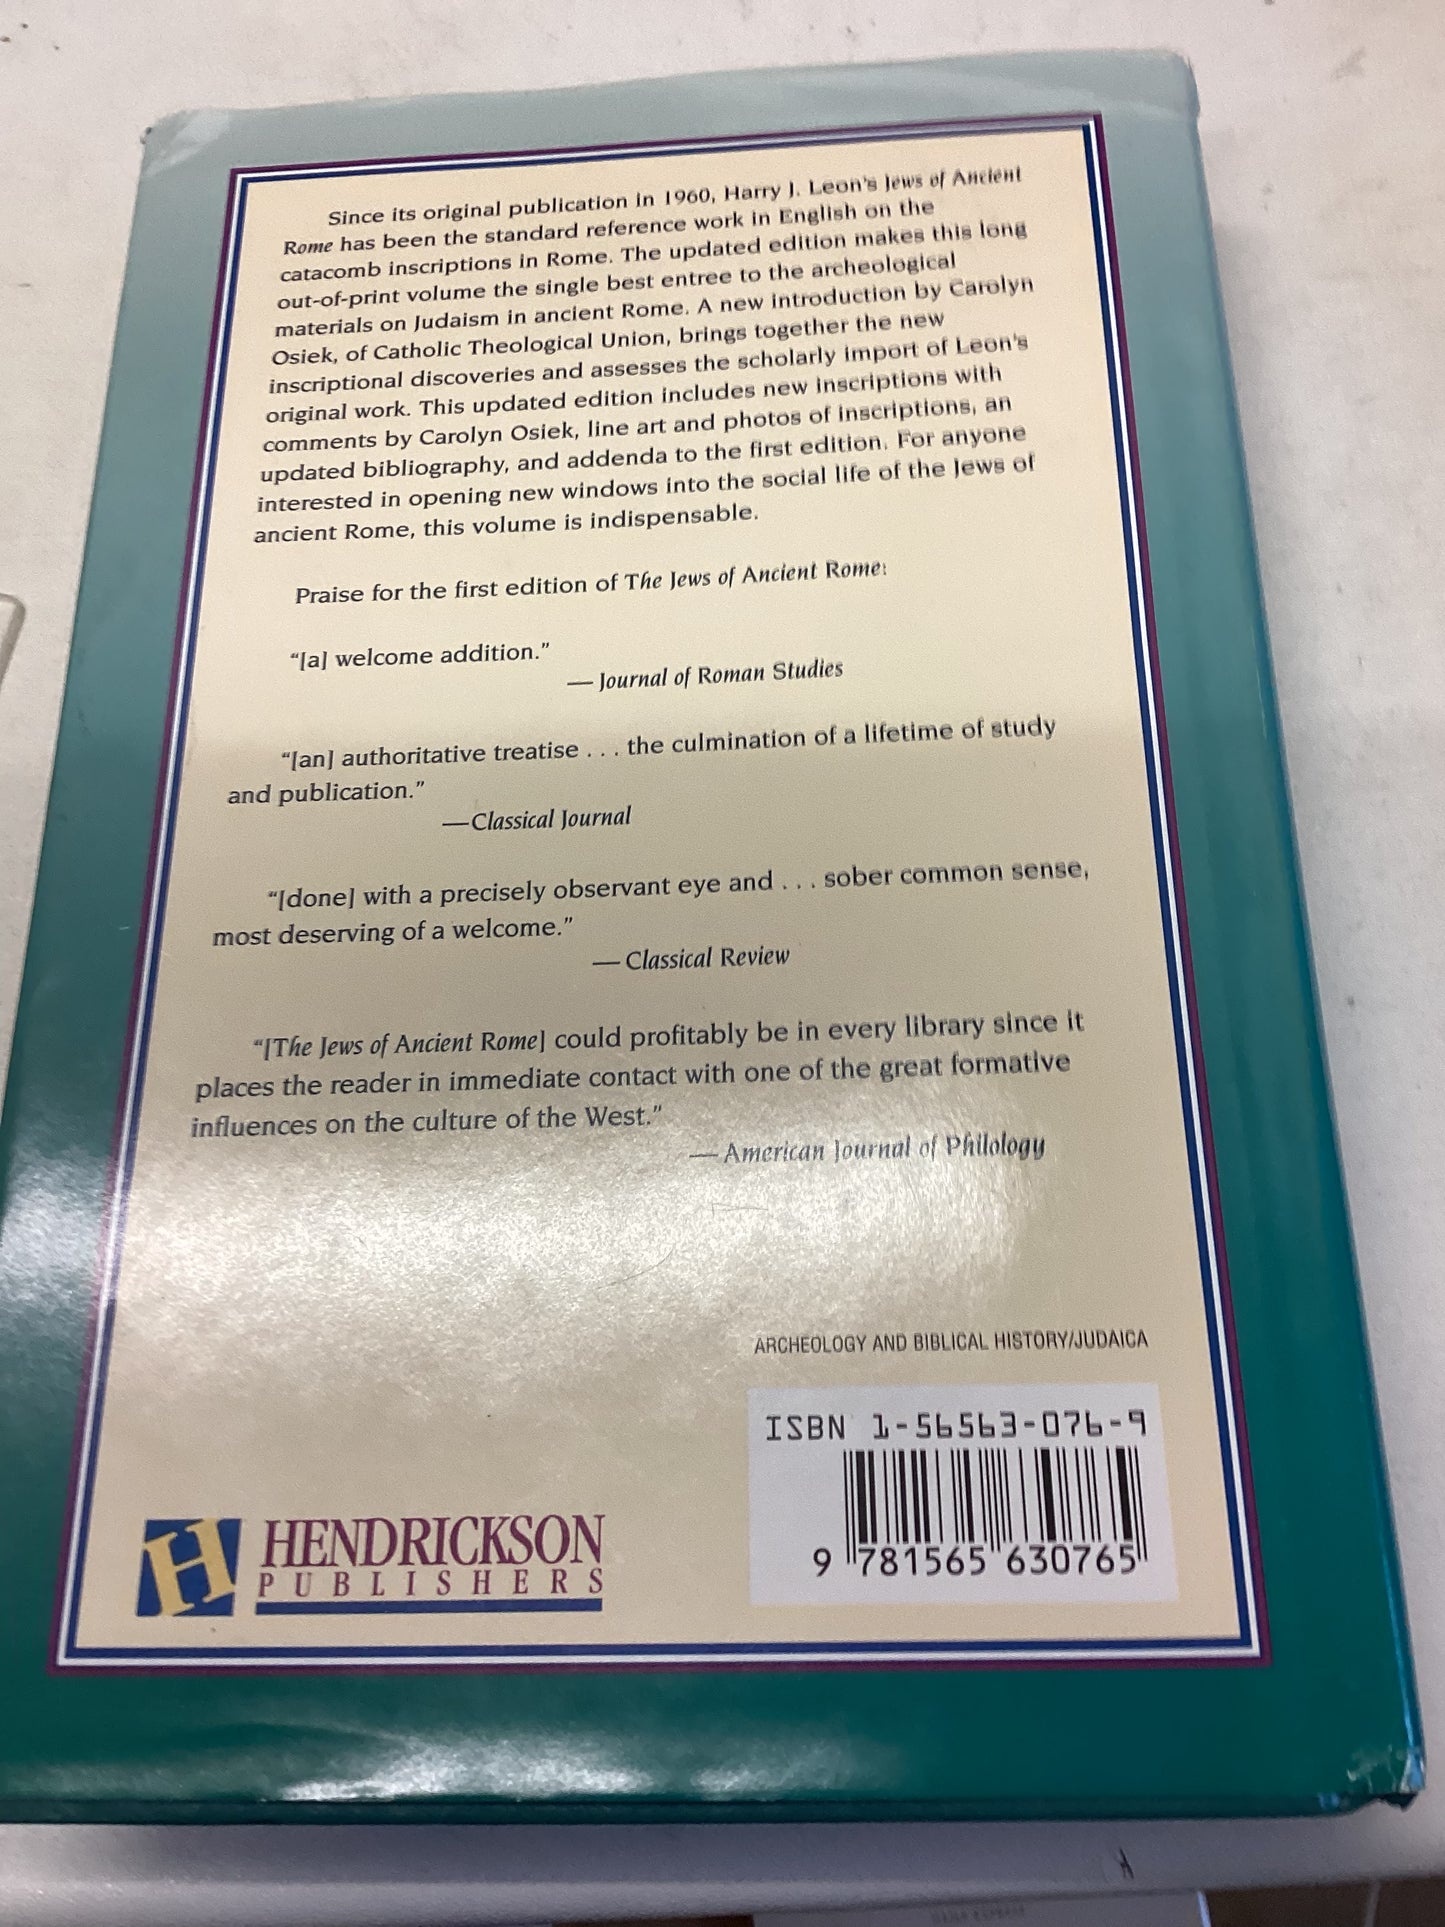 Since its original publication in 1960, Harry J. Leon's Jews of Ancient
Rome has been the standard reference work in English on the
catacomb inscriptions in Rome. The updated edition makes this long
out-of-print volume the single best entree to the archeological
materials on Judaism in ancient Rome. A new introduction by Carolyn
Osiek, of Catholic Theological Union, brings together the new
inscriptional discoveries and assesses the scholarly import of Leon's
original work. This updated edition includes new inscriptions with
comments by Carolyn Osiek, line art and photos of inscriptions, an
updated bibliography, and addenda to the first edition. For anyone
interested in opening new windows into the social life of the Jews of
ancient Rome, this volume is indispensable.
Praise for the first edition of The Jews of Ancient Rome:
“[a] welcome addition.”
— Journal of Roman Studies
“[an] authoritative treatise . . . the culmination of a lifetime of study
and publication.”
—Classical Journal
“[done] with a precisely observant eye and . . . sober common sense,
most deserving of a welcome.”
— Classical Review
“[The Jews of Ancient Rome] could profitably be in every library since it
places the reader in immediate contact with one of the great formative
influences on the culture of the West.”
— American Journal of Philology
ARCHEOLOGY AND BIBLICAL HISTORY/JUDAICA
ISBN 1-56563-076-9
9 781565 630765
H HENDRICKSON
PUBLISHERS